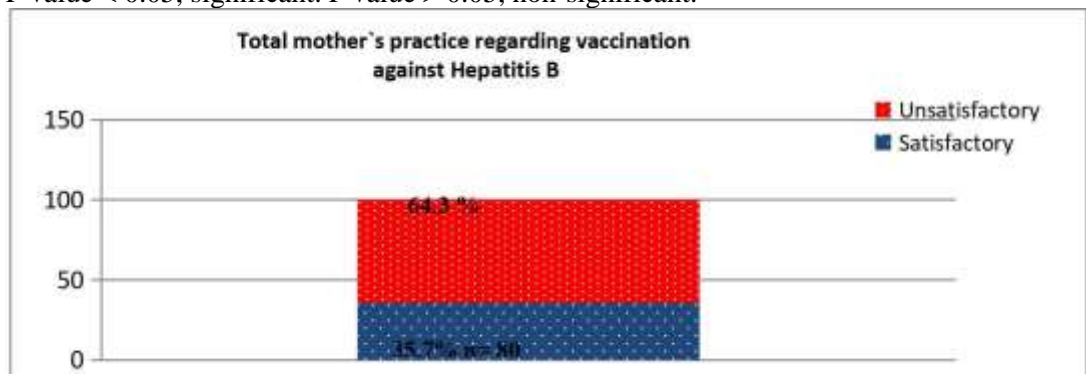 P value < 0.05, significant. P value > 0.05, non-significant.
Total mother`s practice regarding vaccination
against Hepatitis B
Unsatisfactory
Satisfactory
150
100
64.3 %
50
35.7% n= 80
0